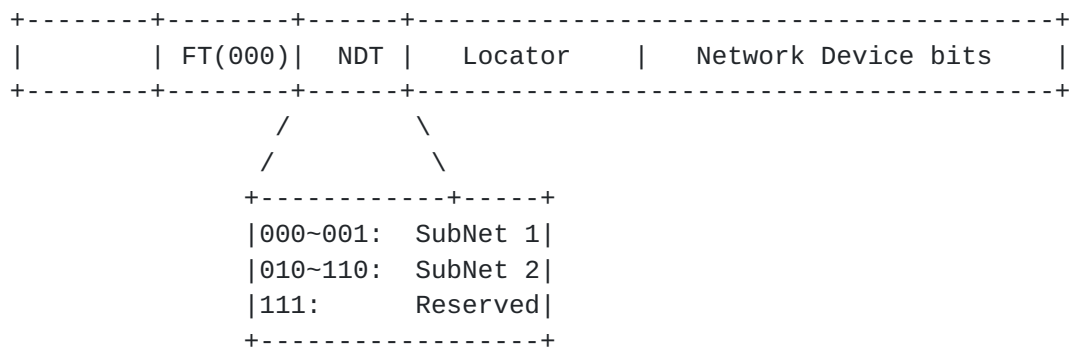 +--------+--------+------+---------------------------------------+
|        | FT(000)|  NDT |   Locator    |   Network Device bits    |
+--------+--------+------+---------------------------------------+
                /        \
               /          \
              +------------+-----+
              |000~001:  SubNet 1|
              |010~110:  SubNet 2|
              |111:      Reserved|
              +------------------+